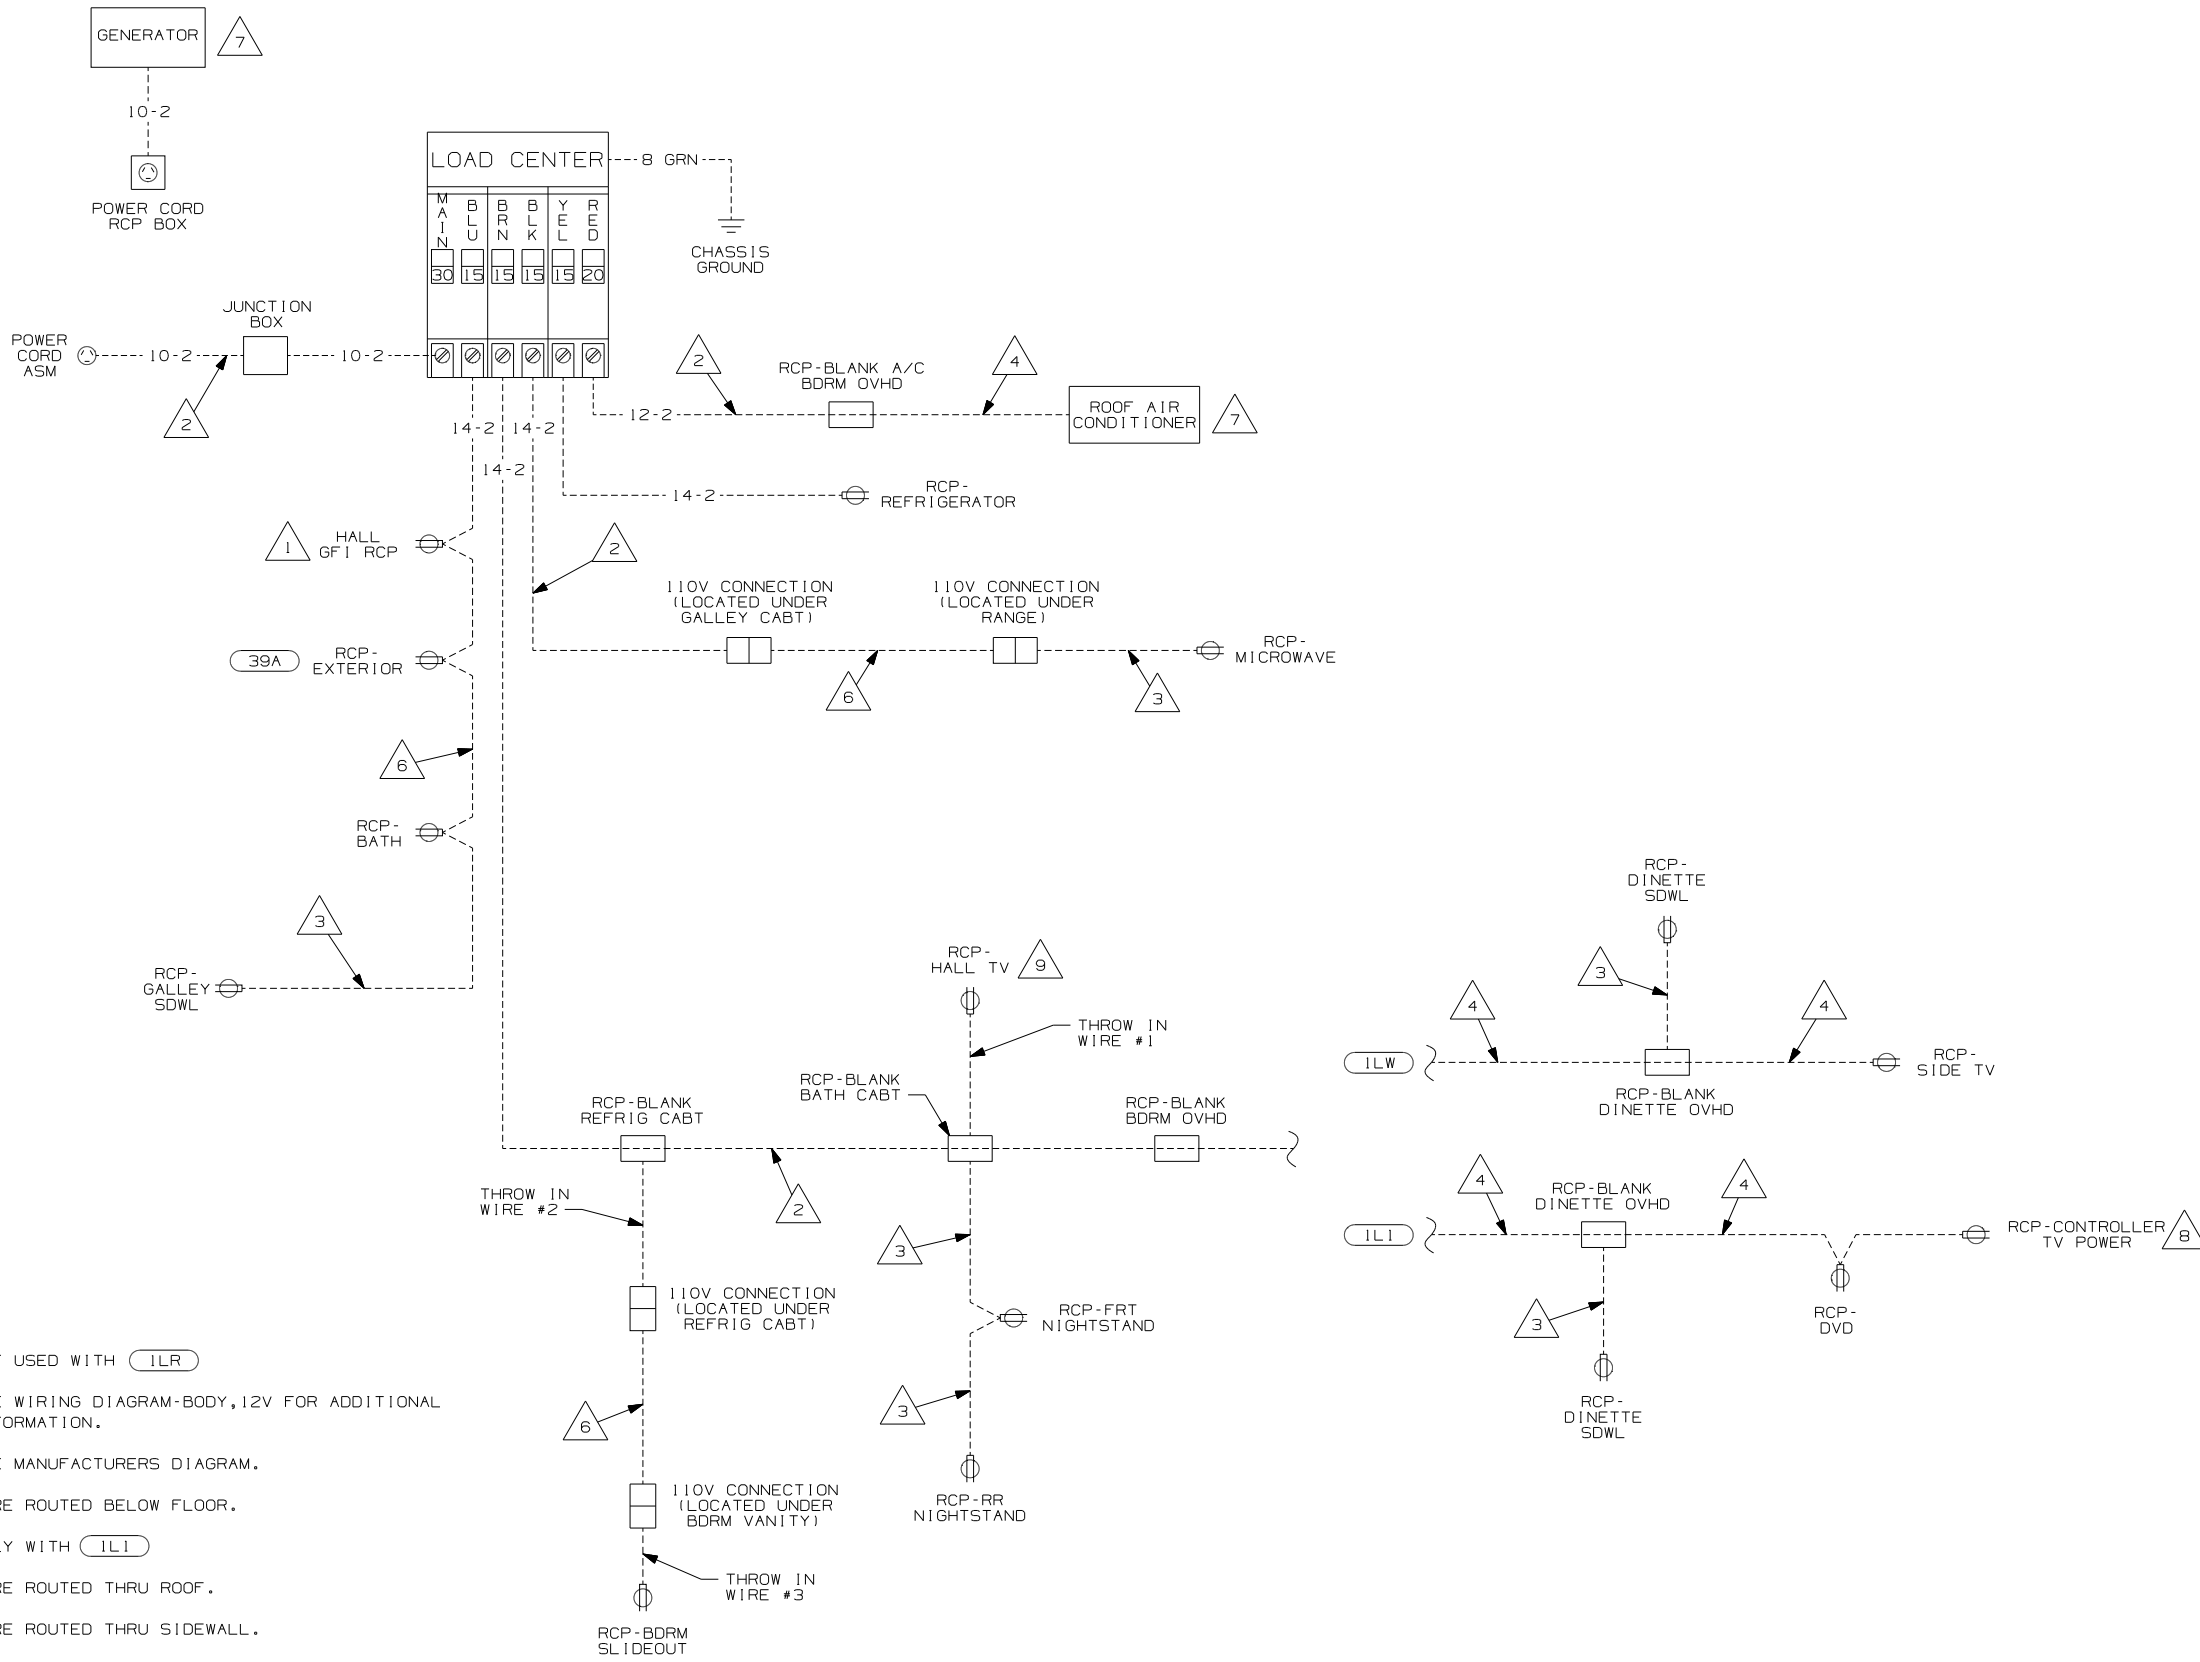 GENERATOR
7
10-2
POWER CORD
RCP BOX
LOAD CENTER
8 GRN
CHASSIS
GROUND
MAIN
BLU
BRN
BLK
YEL
RED
30
15
15
15
15
20
JUNCTION
BOX
POWER
CORD
ASM
10-2
10-2
2
2
RCP-BLANK A/C
BDRM OVHD
4
12-2
ROOF AIR
CONDITIONER
7
14-2
14-2
14-2
14-2
RCP-
REFRIGERATOR
1
HALL
GFI RCP
2
110V CONNECTION
(LOCATED UNDER
GALLEY CABT)
110V CONNECTION
(LOCATED UNDER
RANGE)
RCP-
MICROWAVE
6
3
39A
RCP-
EXTERIOR
6
RCP-
BATH
3
RCP-
GALLEY
SDWL
RCP-
HALL TV
9
THROW IN
WIRE #1
RCP-BLANK
REFRIG CABT
RCP-BLANK
BATH CABT
RCP-BLANK
BDRM OVHD
THROW IN
WIRE #2
2
3
110V CONNECTION
(LOCATED UNDER
REFRIG CABT)
RCP-FRT
NIGHTSTAND
6
3
110V CONNECTION
(LOCATED UNDER
BDRM VANITY)
RCP-RR
NIGHTSTAND
THROW IN
WIRE #3
RCP-BDRM
SLIDEOUT
RCP-
DINETTE
SDWL
3
4
4
1LW
RCP-
SIDE TV
RCP-BLANK
DINETTE OVHD
4
RCP-BLANK
DINETTE OVHD
4
1L1
RCP-CONTROLLER
TV POWER
8
3
RCP-
DVD
RCP-
DINETTE
SDWL
USED WITH 1LR
WIRING DIAGRAM-BODY,12V FOR ADDITIONAL
ORMATION.
MANUFACTURERS DIAGRAM.
RE ROUTED BELOW FLOOR.
LY WITH 1L1
RE ROUTED THRU ROOF.
RE ROUTED THRU SIDEWALL.